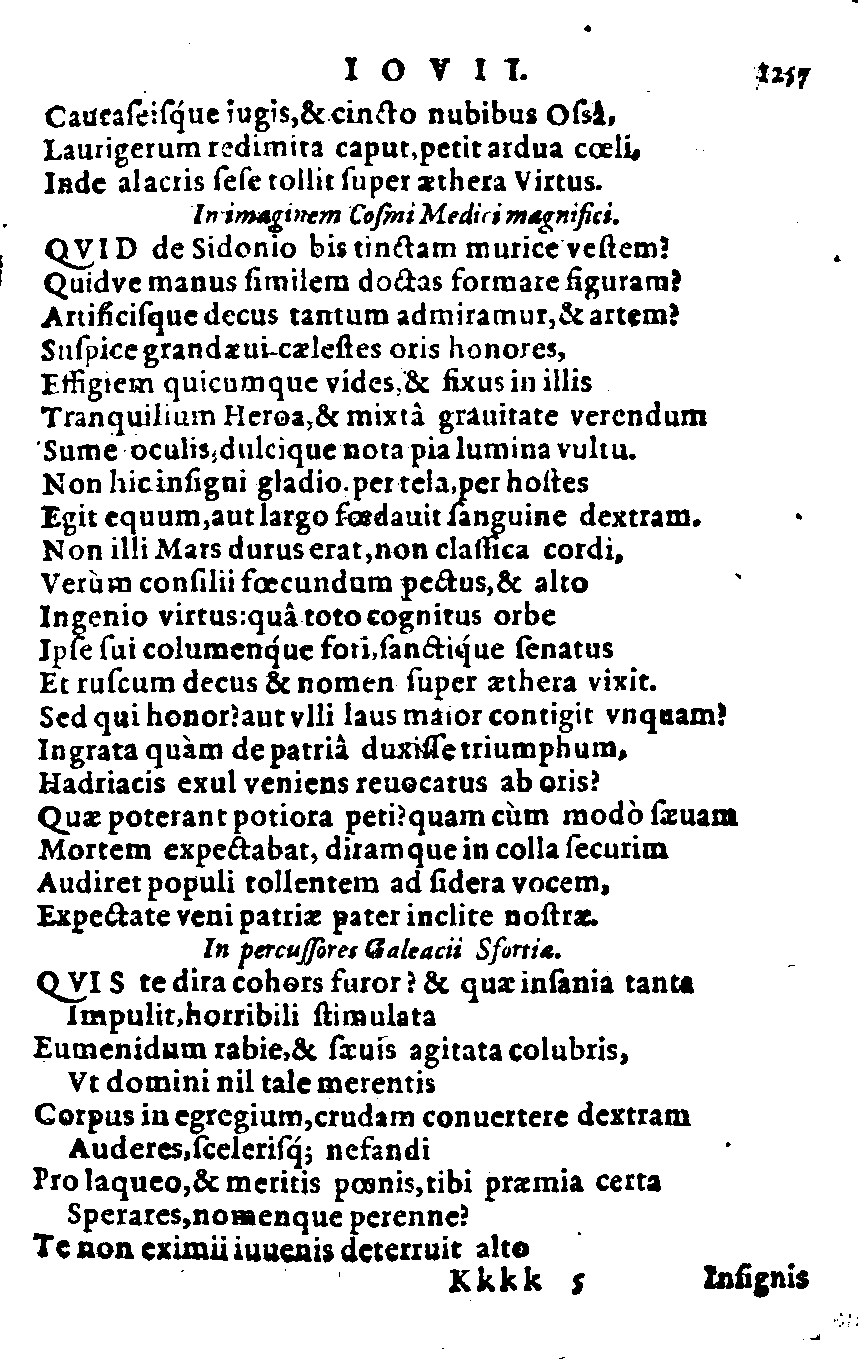 I O V I I. 1257
Caucaſeiſq́ue iugis,& cincto nubibus Oſsa,
Laurigerum redimita caput,petit ardua cœli,
Inde alacris ſeſe tollit ſuper æthera Virtus.
In imaginem Coſmi Medici magnifici.
QVID de Sidonio bis tinctam murice veſtem?
Quidve manus ſimilem doctas formare figuram?
Artificiſque decus tantum admiramur,& artem?
Suſpice grandæui cæleſtes oris honores,
Effigiem quicumque vides,& fixus in illis
Tranquillum Heroa,& mixtâ grauitate verendum
Sume oculis,dulcique nota pia lumina vultu.
Non hic inſigni gladio per tela,per hoſtes
Egit equum,aut largo fœdauit ſanguine dextram.
Non illi Mars durus erat,non claſſica cordi,
Verùm conſilii fœcundum pectus,& alto
Ingenio virtus:quâ toto cognitus orbe
Ipſe ſui columenq́ue fori,ſanctiq́ue ſenatus
Et ruſcum decus & nomen ſuper æthera vixit.
Sed qui honor?aut vlli laus maior contigit vnquam?
Ingrata quàm de patriâ duxiſſe triumphum,
Hadriacis exul veniens reuocatus ab oris?
Quæ poterant potiora peti?quam cùm modò ſæuam
Mortem expectabat, diramque in colla ſecurim
Audiret populi tollentem ad ſidera vocem,
Expectate veni patriæ pater inclite noſtræ.
In percuſſores Galeacii Sfortiæ.
QVIS te dira cohors furor? & quæ inſania tanta
Impulit,horribili ſtimulata
Eumenidum rabie,& ſæuis agitata colubris,
Vt domini nil tale merentis
Corpus in egregium,crudam conuertere dextram
Auderes,ſceleriſq́; nefandi
Pro laqueo,& meritis pœnis,tibi præmia certa
Sperares,nomenque perenne?
Te non eximii iuuenis deterruit alto
Kkkk 5 Inſignis